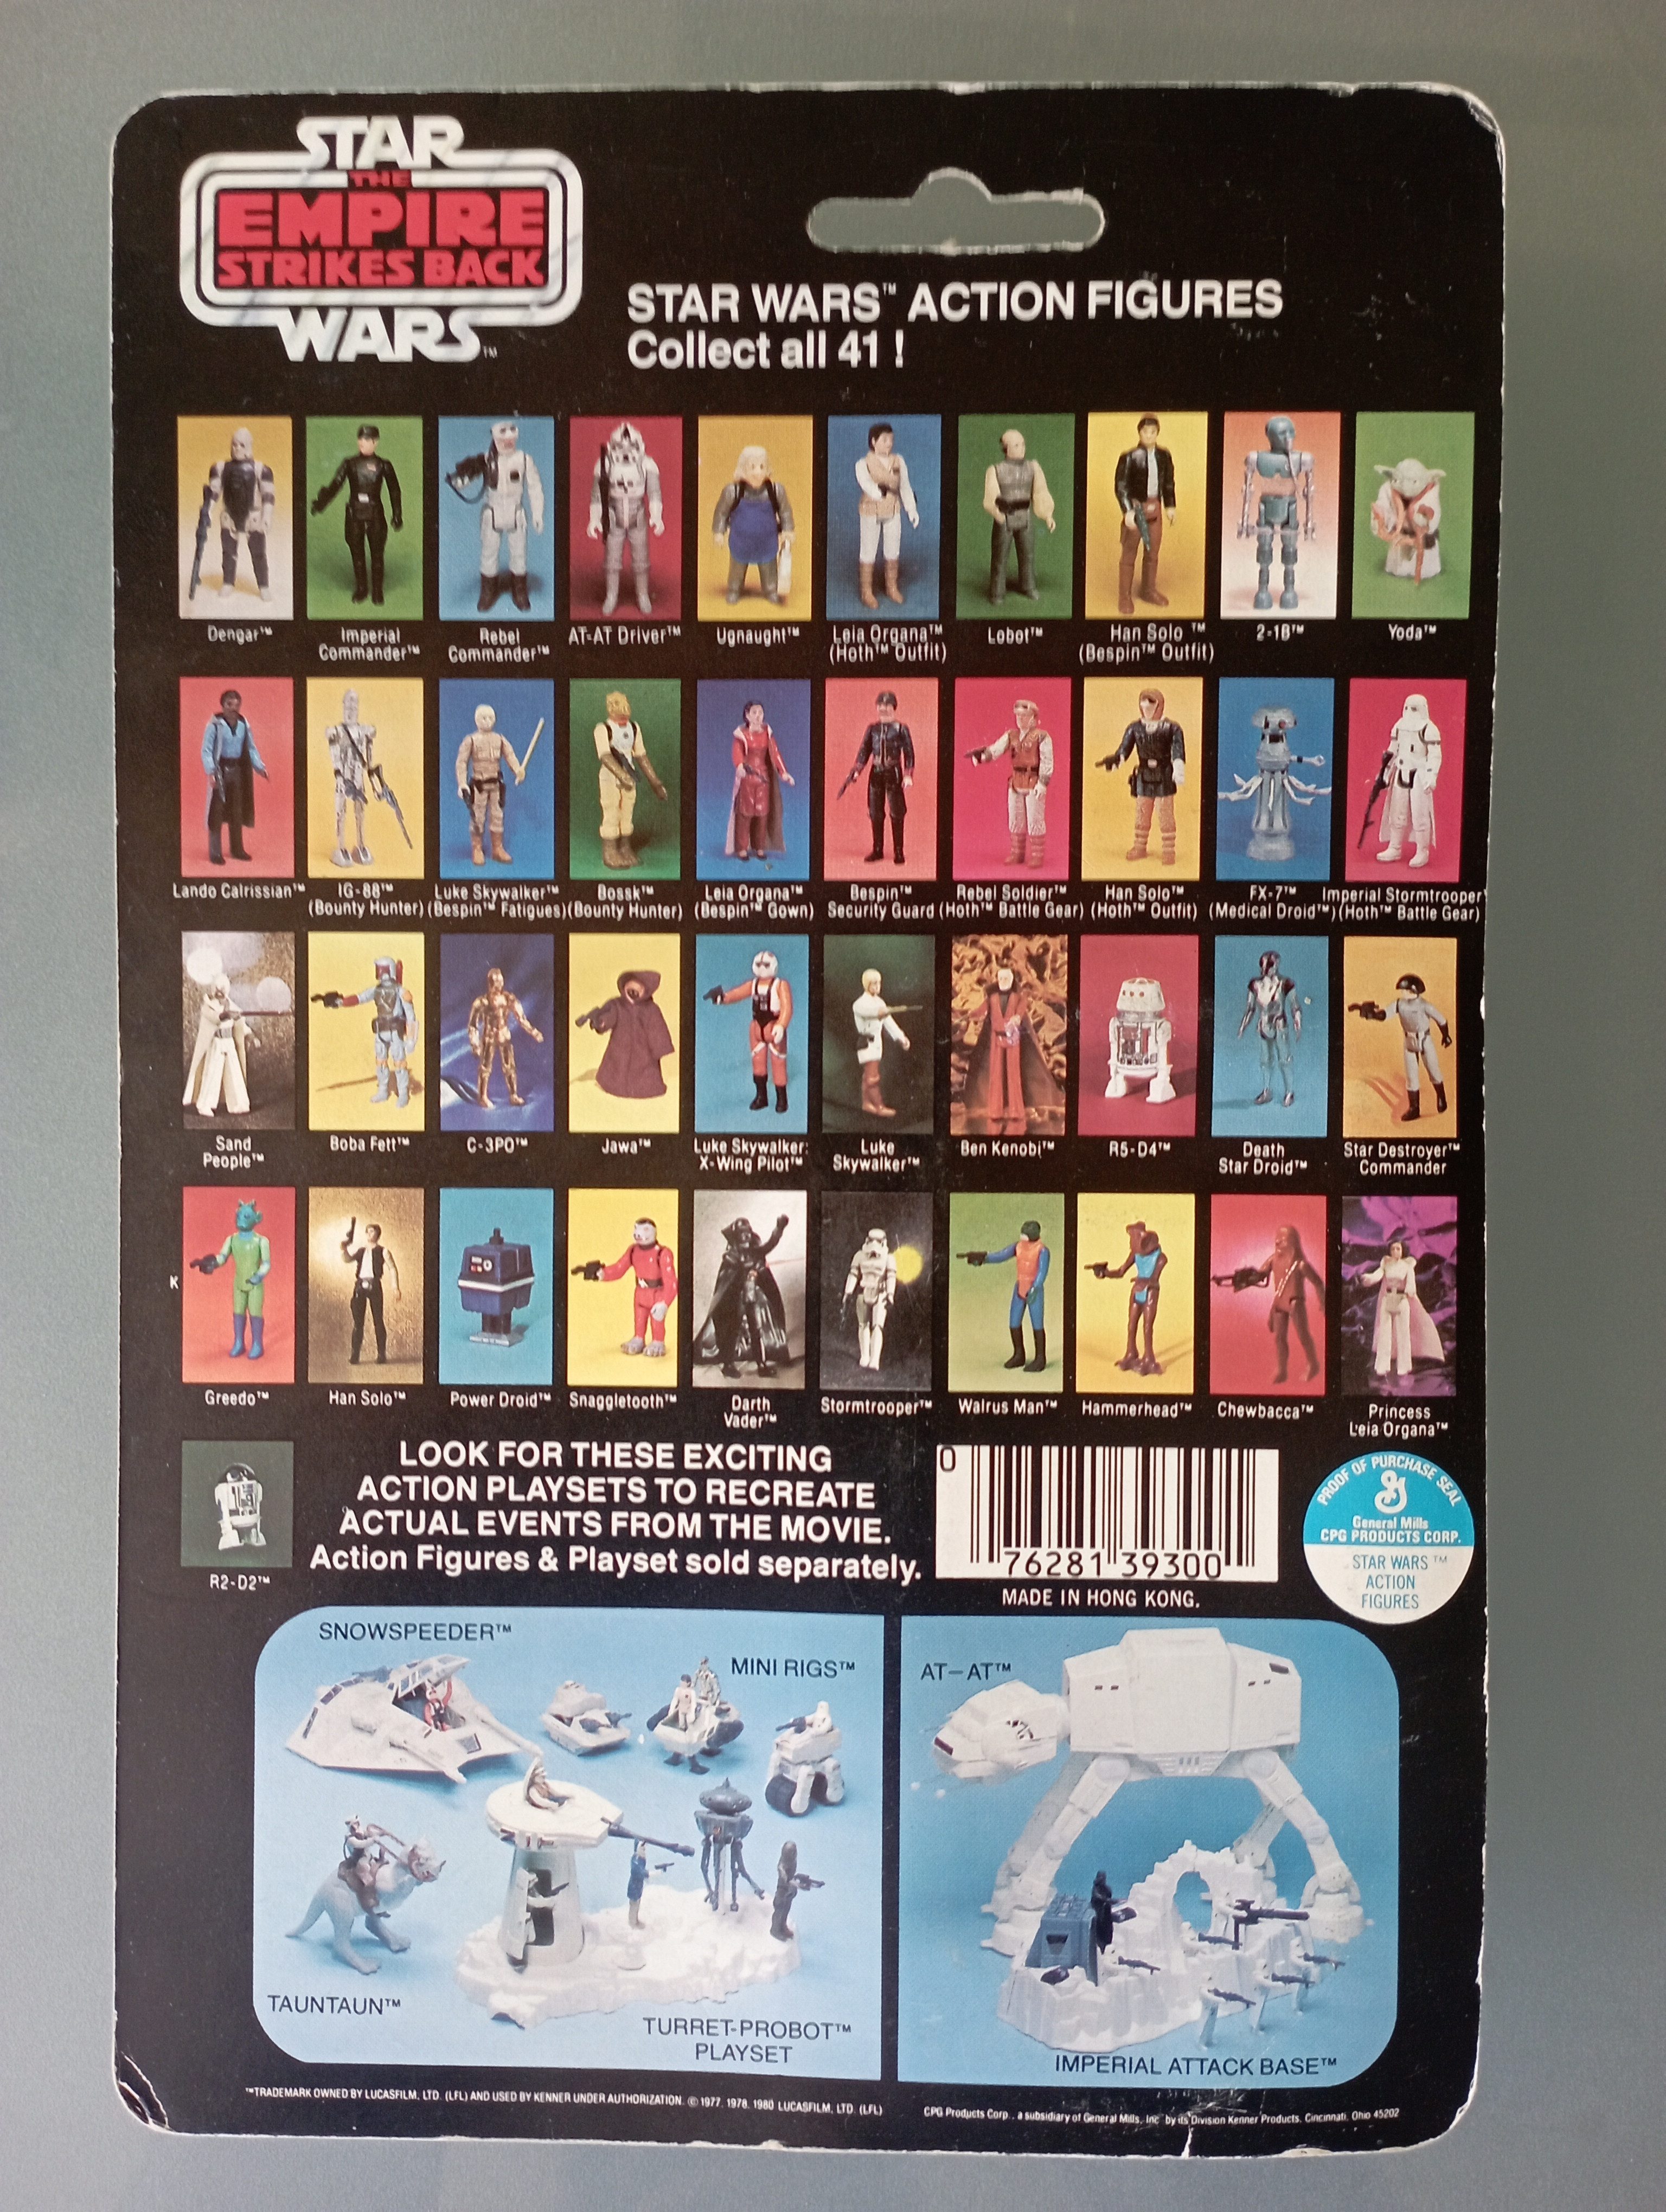 STAR
THE
EMPIRE
STRIKES BACK
WARS™
STAR WARS™ ACTION FIGURES
Collect all 41 !
Dengar™
Imperial
Commander™
Rebel
Commander™
AT-AT Driver™
Ugnaught™
Leia Organa™
(Hoth™ Outfit)
Lobot™
Han Solo ™
(Bespin™ Outfit)
2-1B™
Yoda™
Lando Calrissian™
IG-88™
(Bounty Hunter)
Luke Skywalker™
(Bespin™ Fatigues)
Bossk™
(Bounty Hunter)
Leia Organa™
(Bespin™ Gown)
Bespin™
Security Guard
Rebel Soldier™
(Hoth™ Battle Gear)
Han Solo™
(Hoth™ Outfit)
FX-7™
(Medical Droid™)
Imperial Stormtrooper
(Hoth™ Battle Gear)
Sand
People™
Boba Fett™
C-3PO™
Jawa™
Luke Skywalker:
X-Wing Pilot™
Luke
Skywalker™
Ben Kenobi™
R5-D4™
Death
Star Droid™
Star Destroyer™
Commander
K
Greedo™
Han Solo™
Power Droid™
Snaggletooth™
Darth
Vader™
Stormtrooper™
Walrus Man™
Hammerhead™
Chewbacca™
Princess
Leia Organa™
R2-D2™
LOOK FOR THESE EXCITING
ACTION PLAYSETS TO RECREATE
ACTUAL EVENTS FROM THE MOVIE.
Action Figures & Playset sold separately.
0
76281 39300
MADE IN HONG KONG.
PROOF OF PURCHASE SEAL
G
General Mills
CPG PRODUCTS CORP.
STAR WARS ™
ACTION
FIGURES
SNOWSPEEDER™
MINI RIGS™
TAUNTAUN™
TURRET-PROBOT™
PLAYSET
AT-AT™
IMPERIAL ATTACK BASE™
™TRADEMARK OWNED BY LUCASFILM, LTD. (LFL) AND USED BY KENNER UNDER AUTHORIZATION. © 1977, 1978, 1980 LUCASFILM, LTD. (LFL)
CPG Products Corp., a subsidiary of General Mills, Inc. by its Division Kenner Products, Cincinnati, Ohio 45202